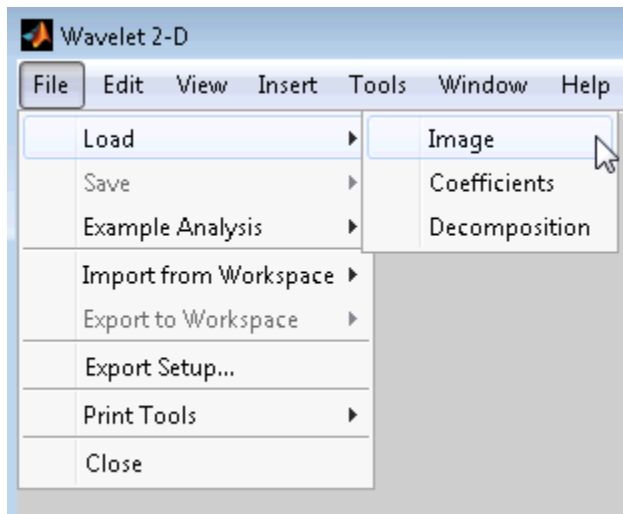 Wavelet 2-D
File Edit View Insert Tools Window Help
Load Image
Save Coefficients
Example Analysis Decomposition
Import from Workspace
Export to Workspace
Export Setup...
Print Tools
Close